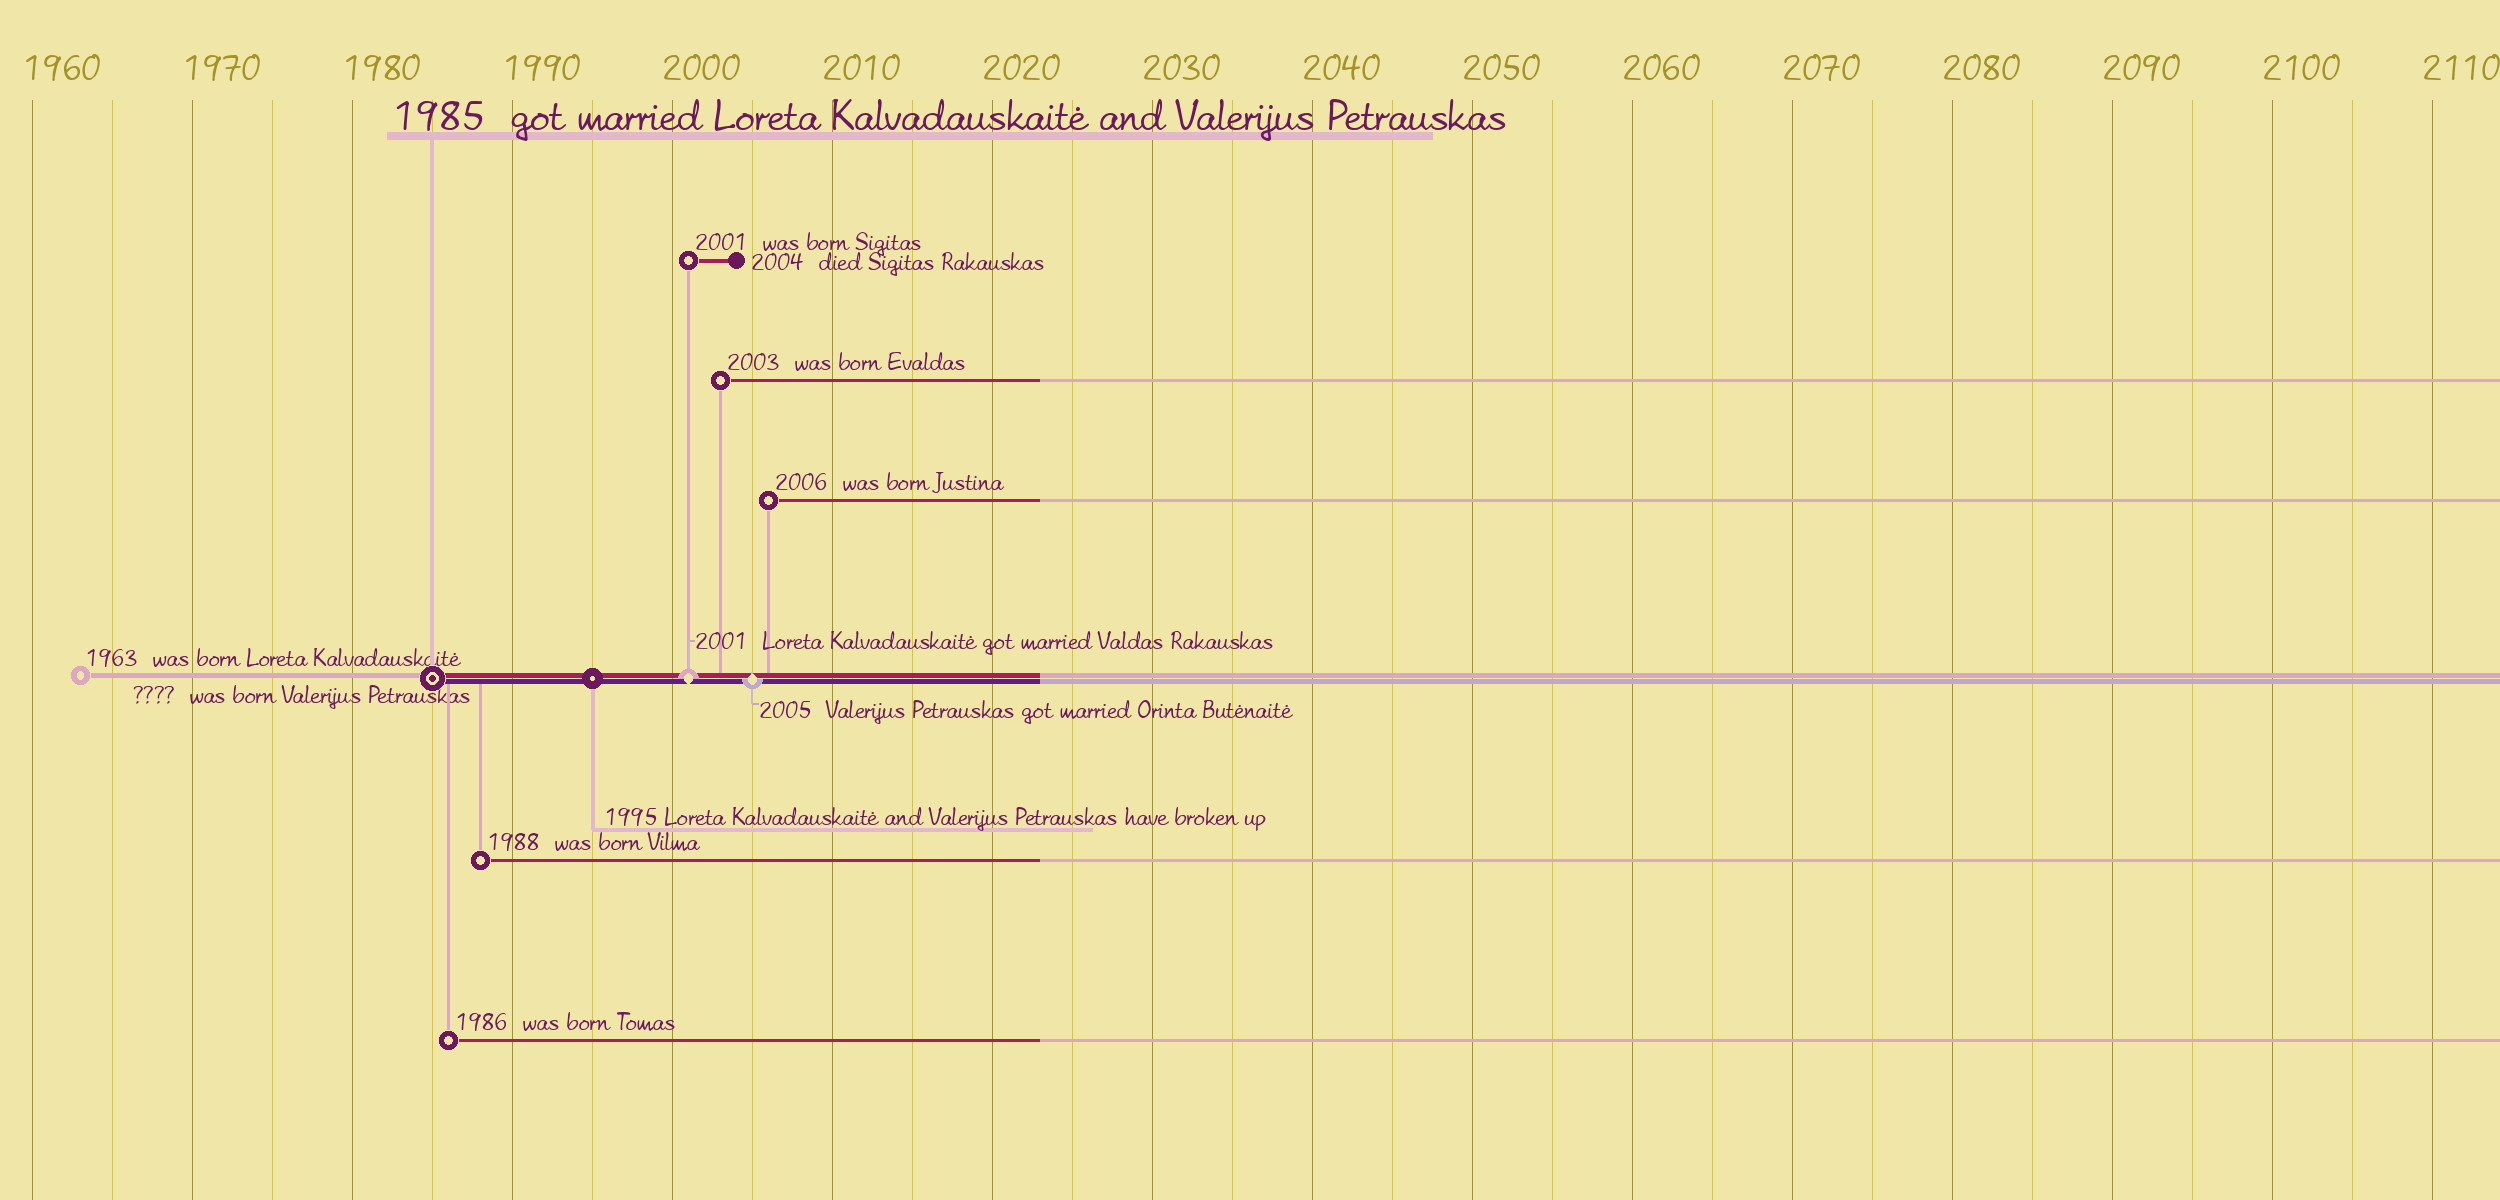 1960 1970 1980 1990 2000 2010 2020 2030 2040 2050 2060 2070 2080 2090 2100 2110
1985 got married Loreta Kalvadauskaitė and Valerijus Petrauskas
2001 was born Sigitas
2004 died Sigitas Rakauskas
2003 was born Evaldas
2006 was born Justina
2001 Loreta Kalvadauskaitė got married Valdas Rakauskas
1963 was born Loreta Kalvadauskaitė
???? was born Valerijus Petrauskas
2005 Valerijus Petrauskas got married Orinta Butėnaitė
1995 Loreta Kalvadauskaitė and Valerijus Petrauskas have broken up
1988 was born Vilma
1986 was born Tomas